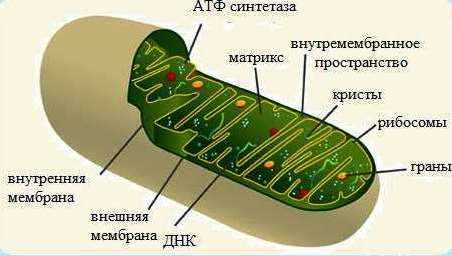 АТФ синтетаза
матрикс
внутремембранное
пространство
кристы
рибосомы
граны
внутренняя
мембрана
внешняя
мембрана
ДНК